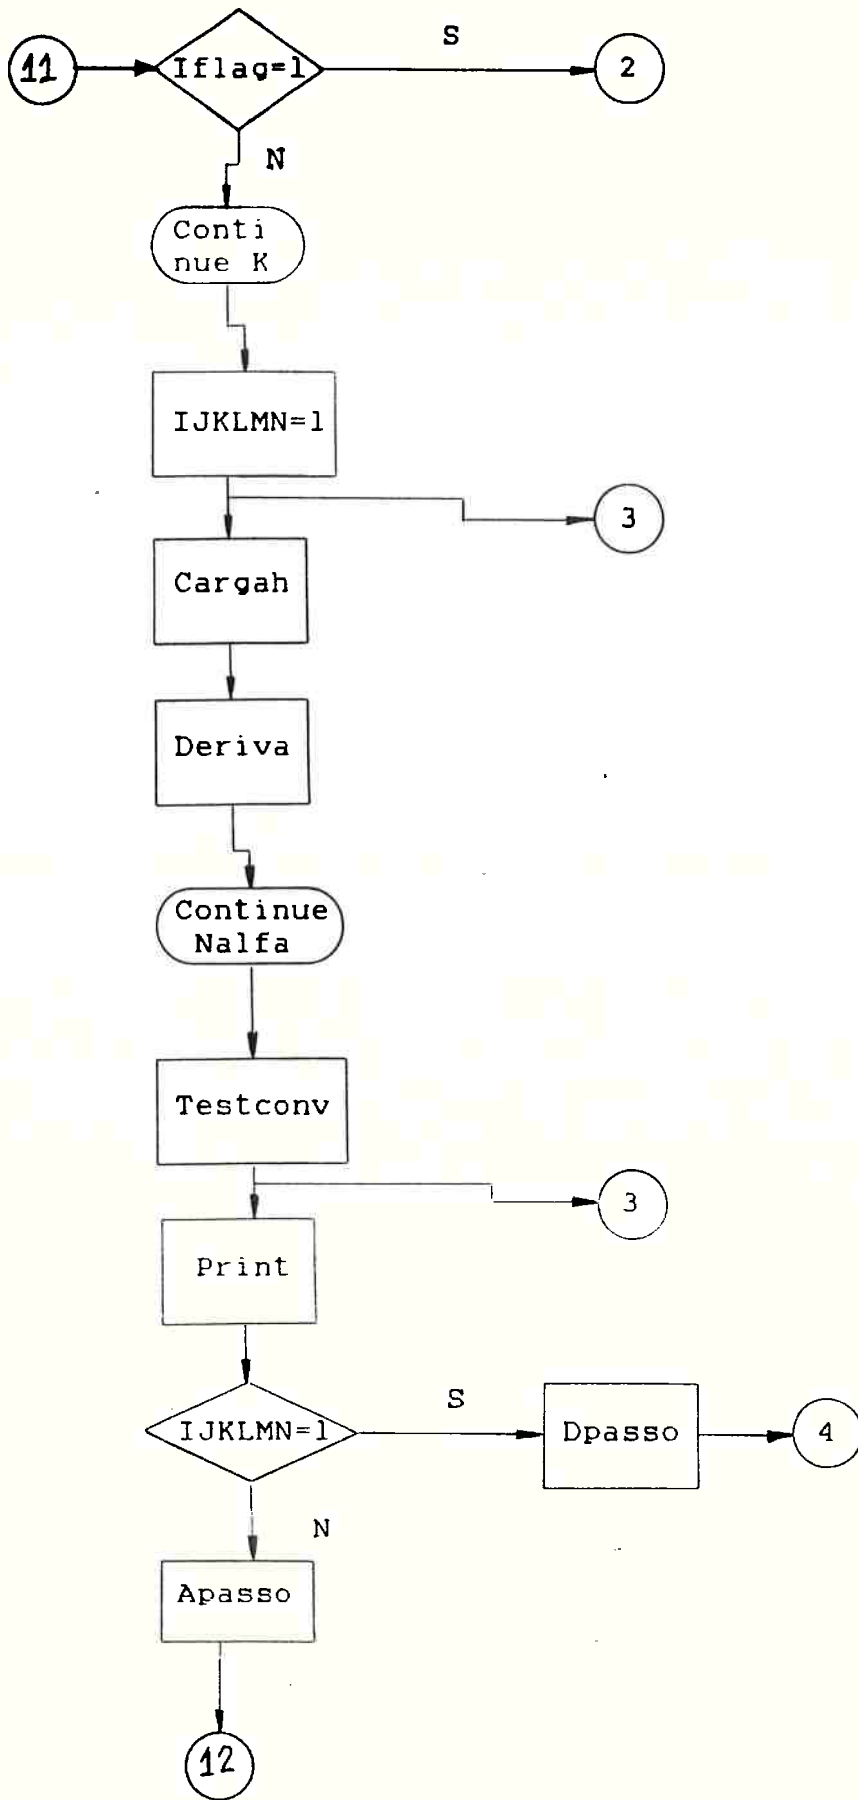 11
Iflag=1
S
2
N
Conti
nue K
IJKLMN=1
3
Cargah
Deriva
Continue
Nalfa
Testconv
3
Print
IJKLMN=1
S
Dpasso
4
N
Apasso
12